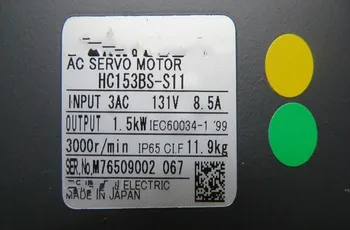 AC SERVO MOTOR
HC153BS-S11
INPUT 3AC 131V 8.5A
OUTPUT 1.5kW IEC60034-1 '99
3000r/min IP65 CI.F 11.9kg
SER.No.M76509002 067
ELECTRIC
MADE IN JAPAN